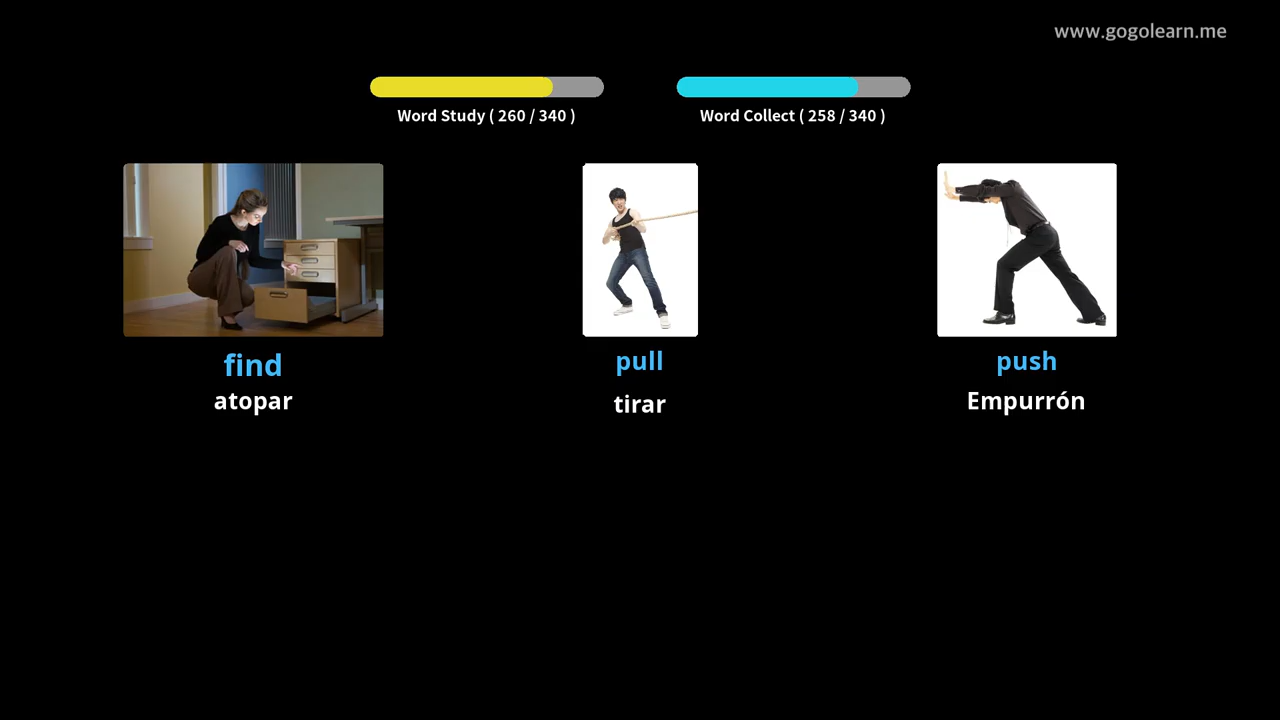 www.gogolearn.me
Word Study ( 260 / 340 )
Word Collect ( 258 / 340 )
find
atopar
pull
tirar
push
Empurrón